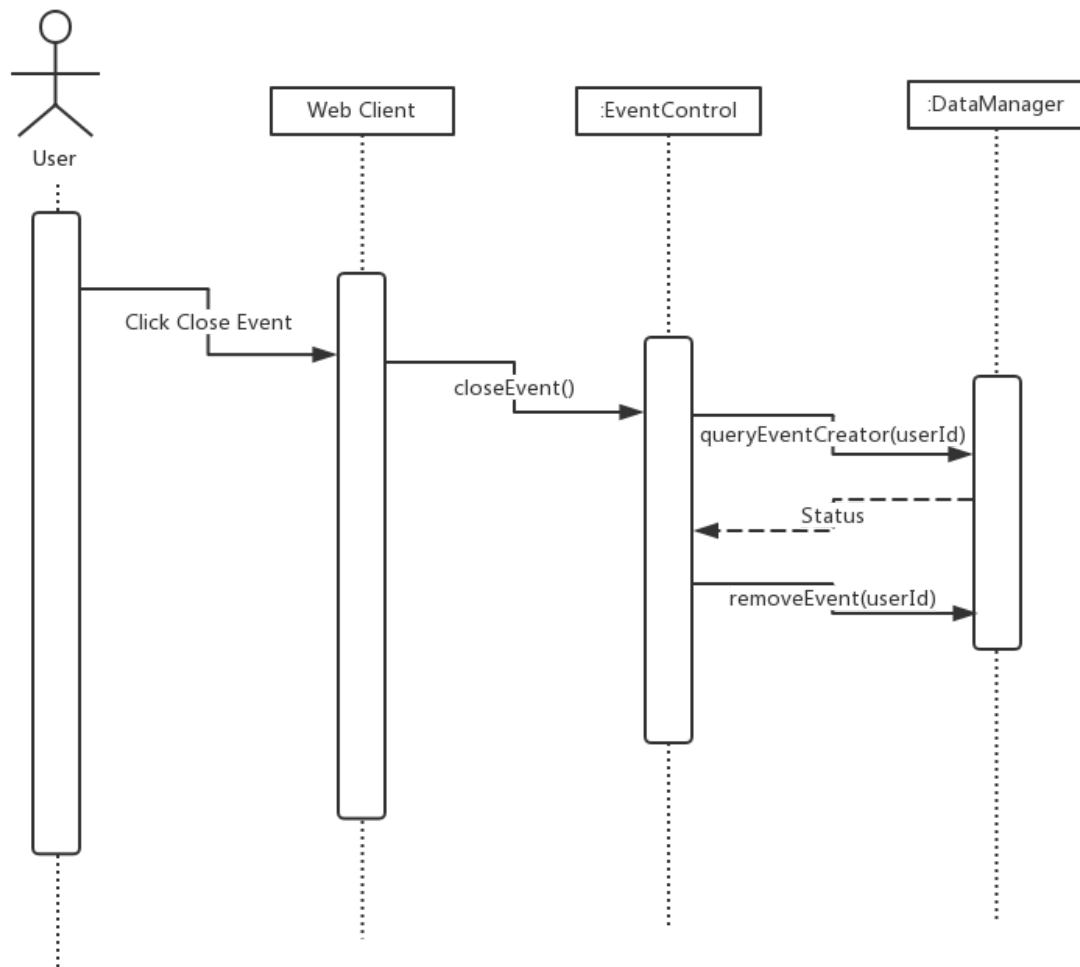 Web Client
:EventControl
:DataManager
User
Click Close Event
closeEvent()
queryEventCreator(userId)
Status
removeEvent(userId)